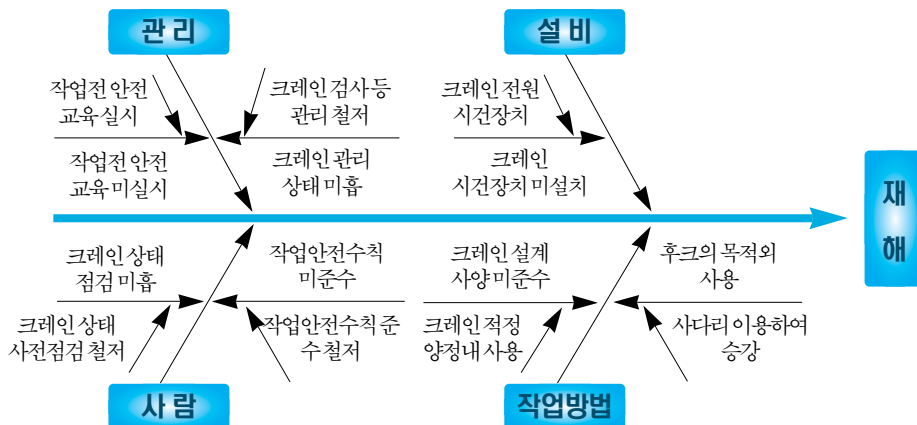 관 리
작업전 안전
교육 실시
크레인 검사 등
관리 철저
작업전 안전
교육 미실시
크레인 관리
상태 미흡
설 비
크레인 전원
시건장치
크레인
시건장치 미설치
재
해
크레인 상태
점검 미흡
작업안전수칙
미준수
크레인 상태
사전점검 철저
작업안전수칙 준
수 철저
사 람
크레인 설계
사양 미준수
후크의 목적외
사용
크레인 적정
양정내 사용
사다리 이용하여
승강
작업방법